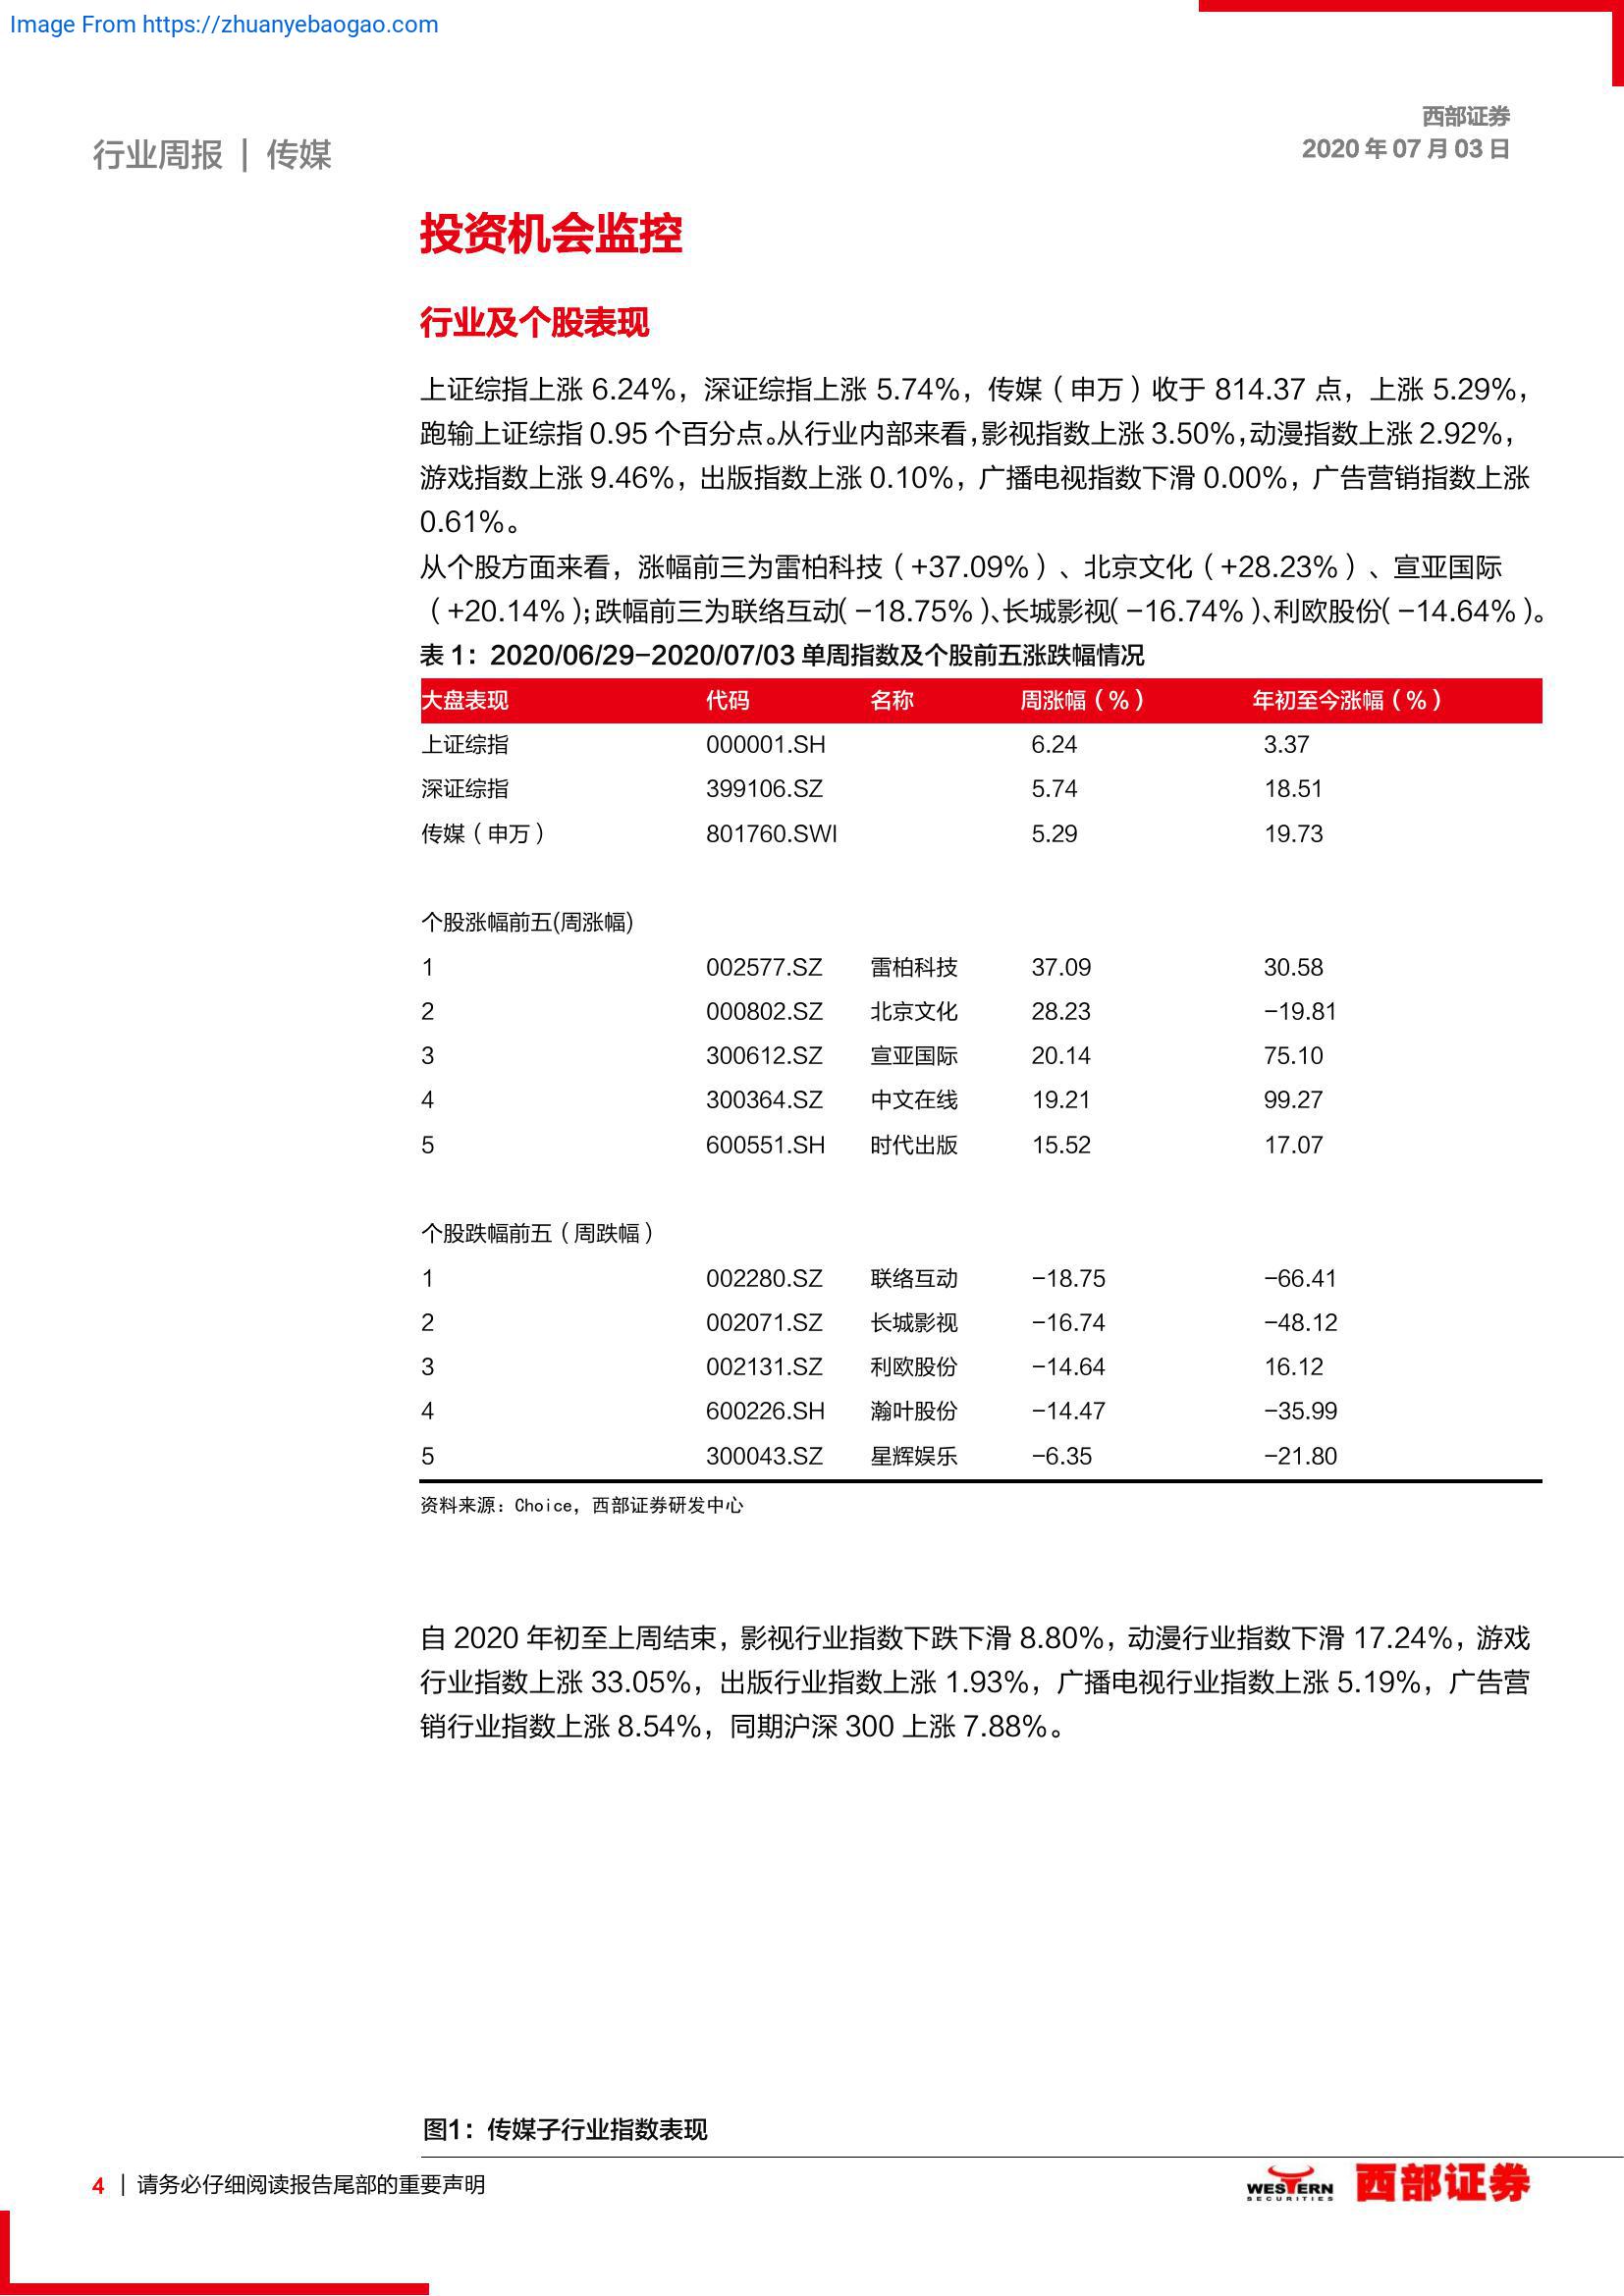 Image From https://zhuanyebaogao.com
西部证券
行业周报 | 传媒
2020 年 07 月 03 日
投资机会监控
行业及个股表现
上证综指上涨 6.24%，深证综指上涨 5.74%，传媒（申万）收于 814.37 点，上涨 5.29%，
跑输上证综指 0.95 个百分点。从行业内部来看，影视指数上涨 3.50%，动漫指数上涨 2.92%，
游戏指数上涨 9.46%，出版指数上涨 0.10%，广播电视指数下滑 0.00%，广告营销指数上涨
0.61%。
从个股方面来看，涨幅前三为雷柏科技（+37.09%）、北京文化（+28.23%）、宣亚国际
（+20.14%）；跌幅前三为联络互动（-18.75%）、长城影视（-16.74%）、利欧股份（-14.64%）。
表 1：2020/06/29-2020/07/03 单周指数及个股前五涨跌幅情况
大盘表现 代码 名称 周涨幅（%） 年初至今涨幅（%）
上证综指 000001.SH 6.24 3.37
深证综指 399106.SZ 5.74 18.51
传媒（申万） 801760.SWI 5.29 19.73
个股涨幅前五(周涨幅)
1 002577.SZ 雷柏科技 37.09 30.58
2 000802.SZ 北京文化 28.23 -19.81
3 300612.SZ 宣亚国际 20.14 75.10
4 300364.SZ 中文在线 19.21 99.27
5 600551.SH 时代出版 15.52 17.07
个股跌幅前五（周跌幅）
1 002280.SZ 联络互动 -18.75 -66.41
2 002071.SZ 长城影视 -16.74 -48.12
3 002131.SZ 利欧股份 -14.64 16.12
4 600226.SH 瀚叶股份 -14.47 -35.99
5 300043.SZ 星辉娱乐 -6.35 -21.80
资料来源：Choice，西部证券研发中心
自 2020 年初至上周结束，影视行业指数下跌下滑 8.80%，动漫行业指数下滑 17.24%，游戏
行业指数上涨 33.05%，出版行业指数上涨 1.93%，广播电视行业指数上涨 5.19%，广告营
销行业指数上涨 8.54%，同期沪深 300 上涨 7.88%。
图1：传媒子行业指数表现
4 | 请务必仔细阅读报告尾部的重要声明
WESTERN
SECURITIES
西部证券